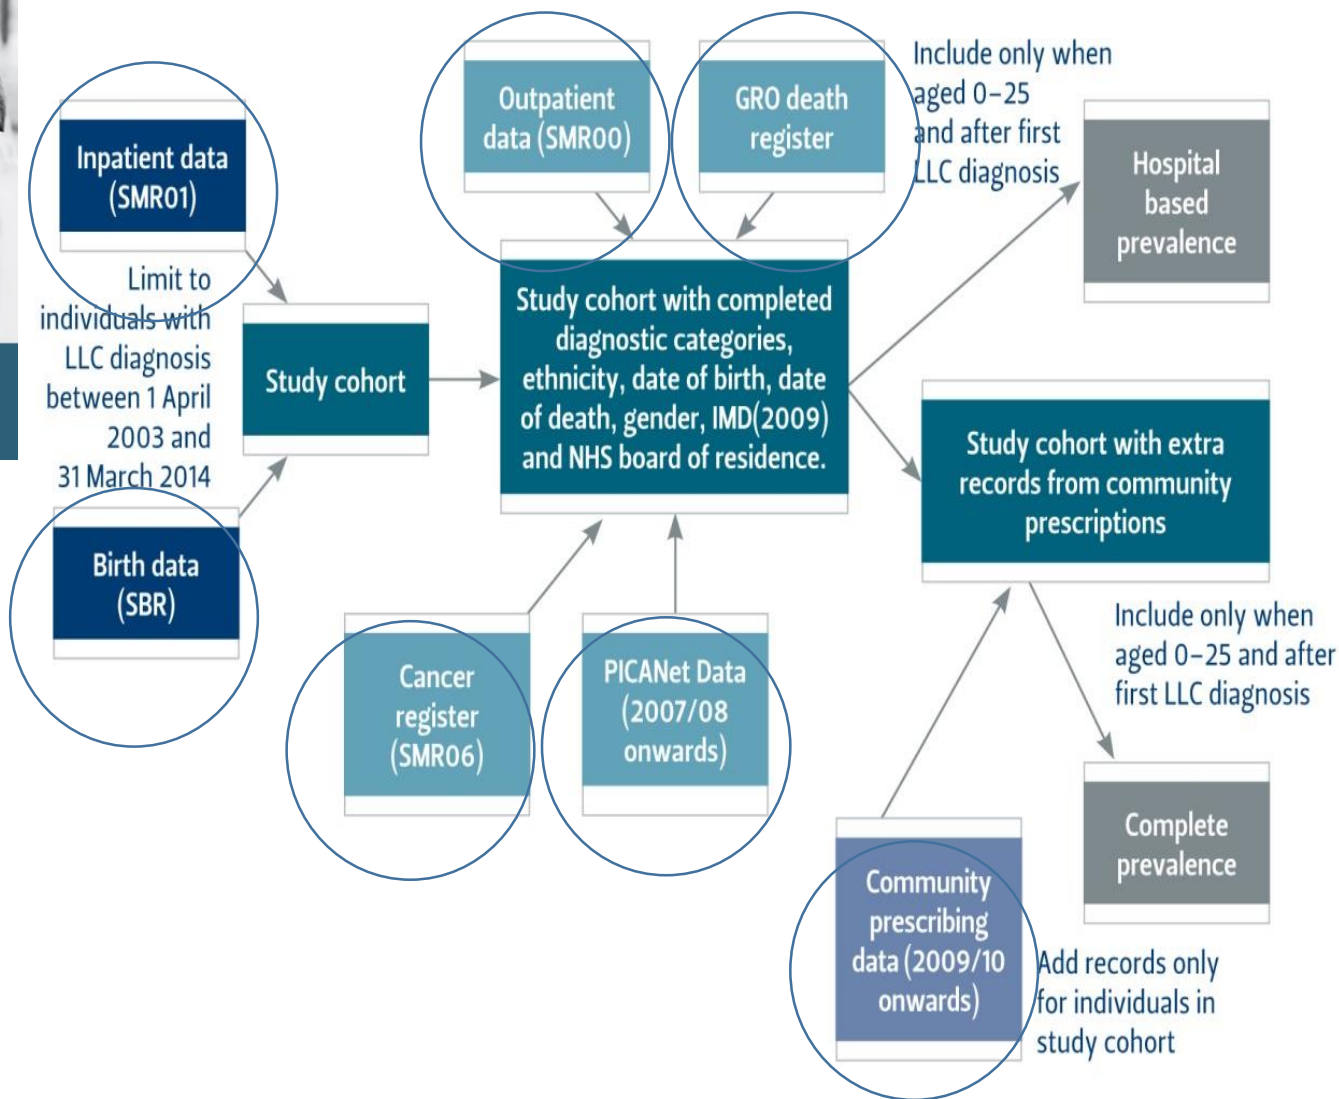 Inpatient data
(SMR01)
Limit to
individuals with
LLC diagnosis
between 1 April
2003 and
31 March 2014
Birth data
(SBR)
Study cohort
Outpatient
data (SMR00)
GRO death
register
Study cohort with completed
diagnostic categories,
ethnicity, date of birth, date
of death, gender, IMD(2009)
and NHS board of residence.
Cancer
register
(SMR06)
PICANet Data
(2007/08
onwards)
Include only when
aged 0–25
and after first
LLC diagnosis
Hospital
based
prevalence
Study cohort with extra
records from community
prescriptions
Include only when
aged 0–25 and after
first LLC diagnosis
Community
prescribing
data (2009/10
onwards)
Add records only
for individuals in
study cohort
Complete
prevalence